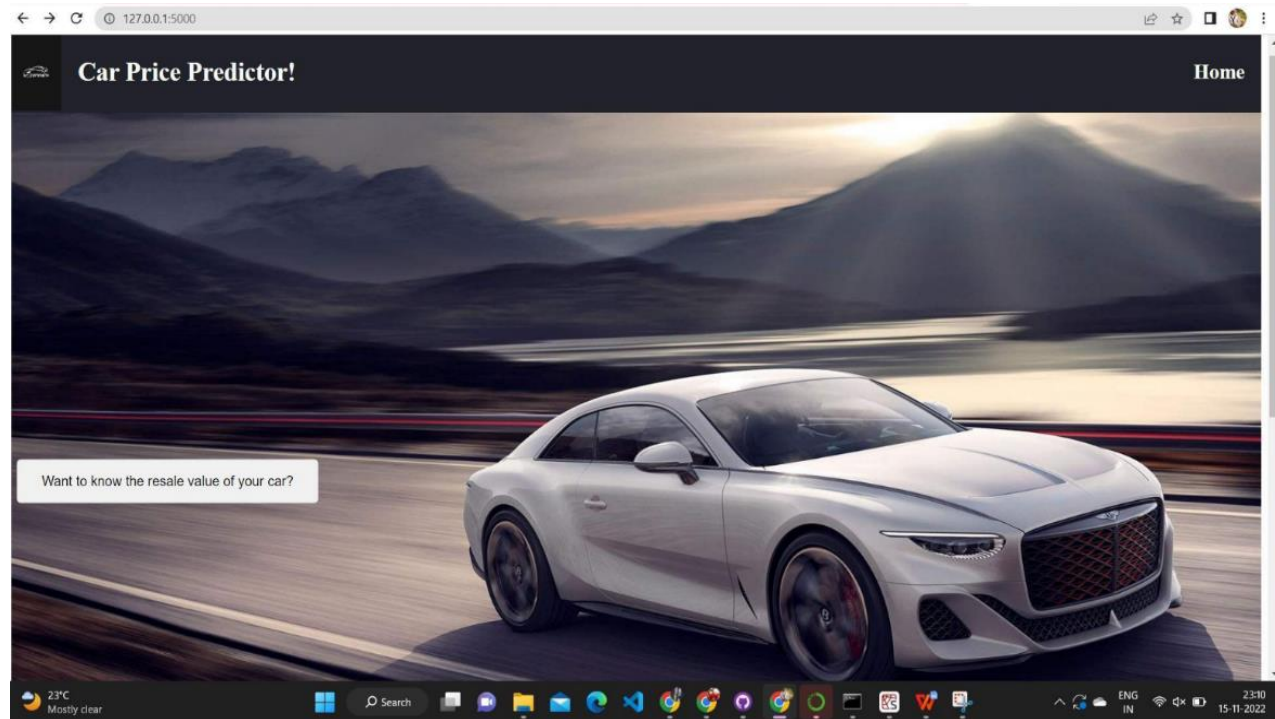 127.0.0.1:5000
Car Price Predictor!
Home
Want to know the resale value of your car?
23°C
Mostly clear
Search
ENG
IN
23:10
15-11-2022